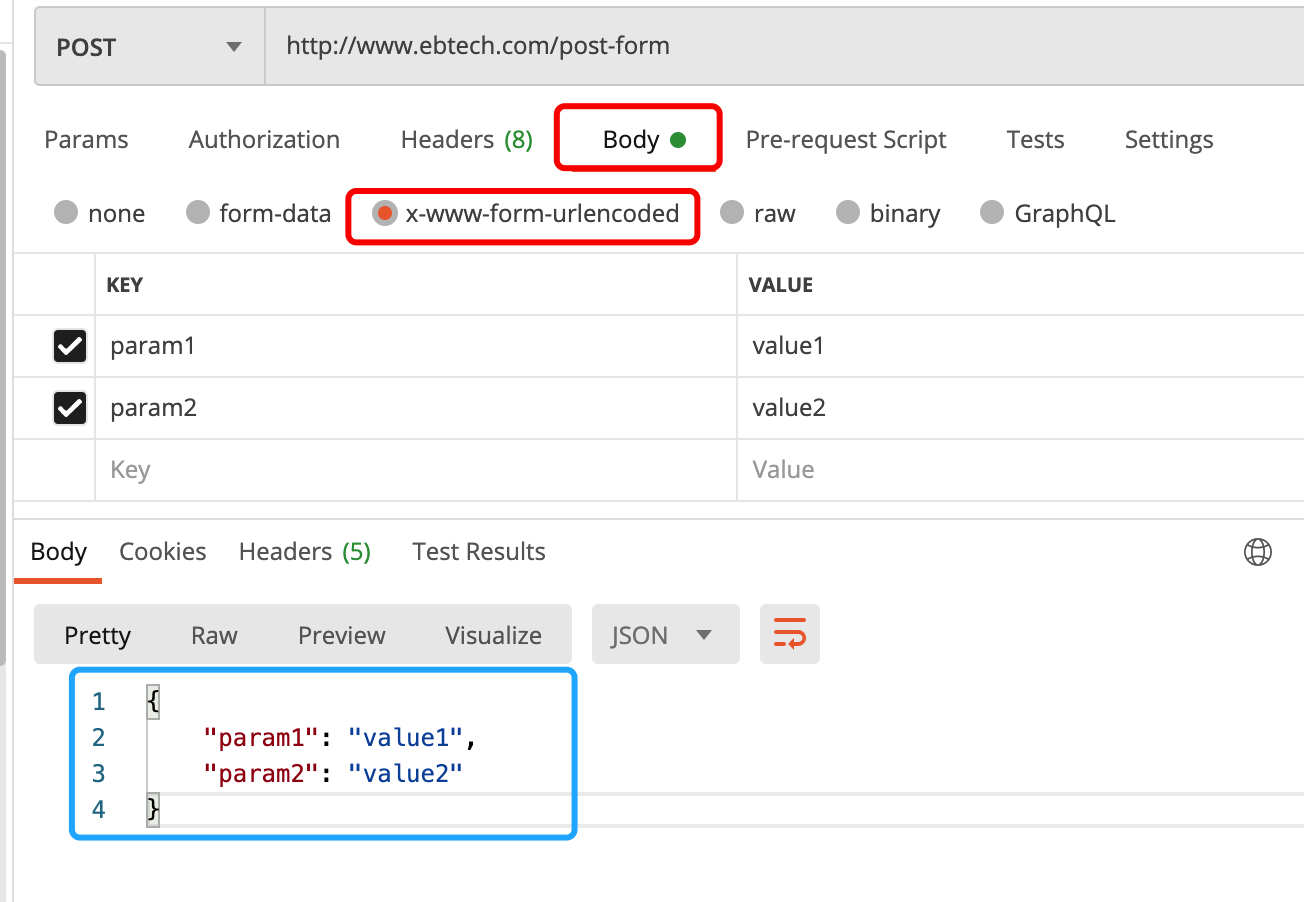 POST http://www.ebtech.com/post-form
Params Authorization Headers (8) Body Pre-request Script Tests Settings
none form-data x-www-form-urlencoded raw binary GraphQL
KEY VALUE
param1 value1
param2 value2
Key Value
Body Cookies Headers (5) Test Results
Pretty Raw Preview Visualize JSON
1 {
2 "param1": "value1",
3 "param2": "value2"
4 }